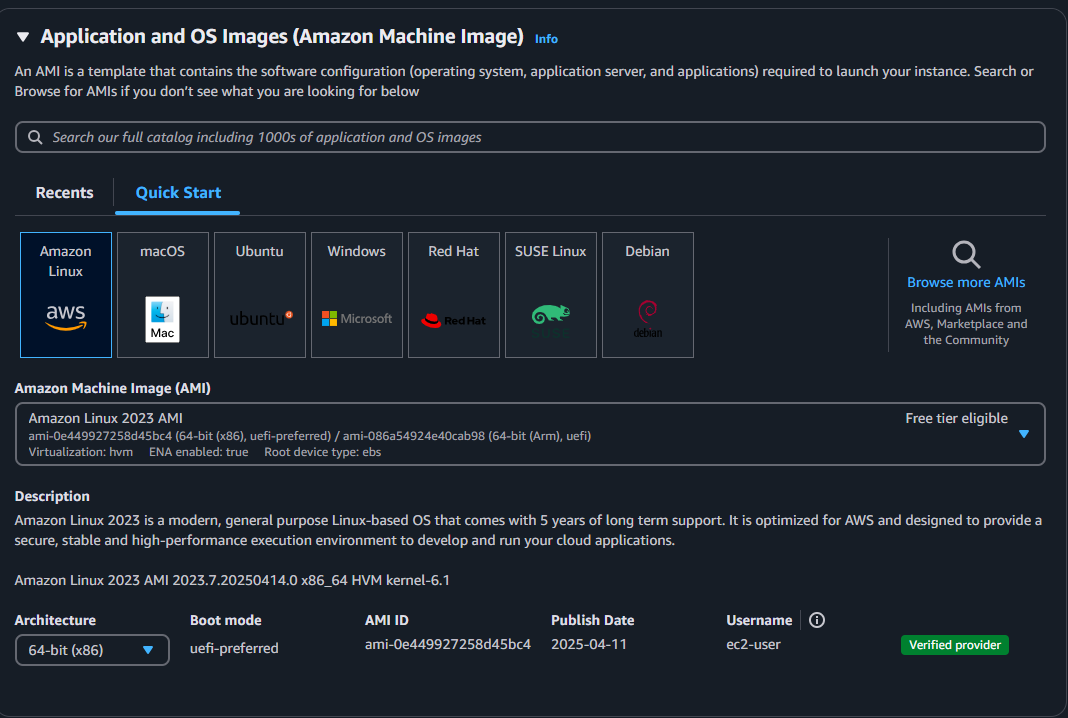 Application and OS Images (Amazon Machine Image) Info
An AMI is a template that contains the software configuration (operating system, application server, and applications) required to launch your instance. Search or
Browse for AMIs if you don’t see what you are looking for below
Search our full catalog including 1000s of application and OS images
Recents
Quick Start
Amazon
Linux
aws
macOS
Mac
Ubuntu
ubuntu
Windows
Microsoft
Red Hat
Red Hat
SUSE Linux
Debian
debian
Browse more AMIs
Including AMIs from
AWS, Marketplace and
the Community
Amazon Machine Image (AMI)
Amazon Linux 2023 AMI
Free tier eligible
ami-0e449927258d45bc4 (64-bit (x86), uefi-preferred) / ami-086a54924e40cab98 (64-bit (Arm), uefi)
Virtualization: hvm ENA enabled: true Root device type: ebs
Description
Amazon Linux 2023 is a modern, general purpose Linux-based OS that comes with 5 years of long term support. It is optimized for AWS and designed to provide a
secure, stable and high-performance execution environment to develop and run your cloud applications.
Amazon Linux 2023 AMI 2023.7.20250414.0 x86_64 HVM kernel-6.1
Architecture
64-bit (x86)
Boot mode
uefi-preferred
AMI ID
ami-0e449927258d45bc4
Publish Date
2025-04-11
Username
ec2-user
Verified provider